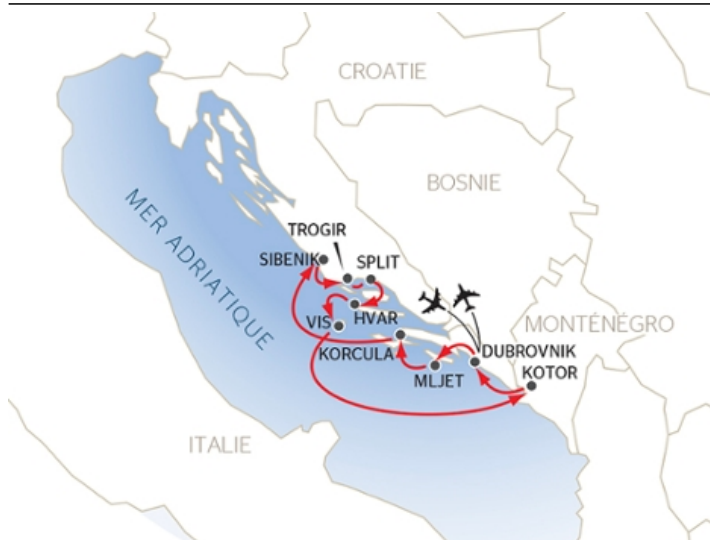 CROATIE
BOSNIE
MER ADRIATIQUE
TROGIR
SIBENIK
SPLIT
VIS
HVAR
MONTÉNÉGRO
KORCULA
DUBROVNIK
MLJET
KOTOR
ITALIE